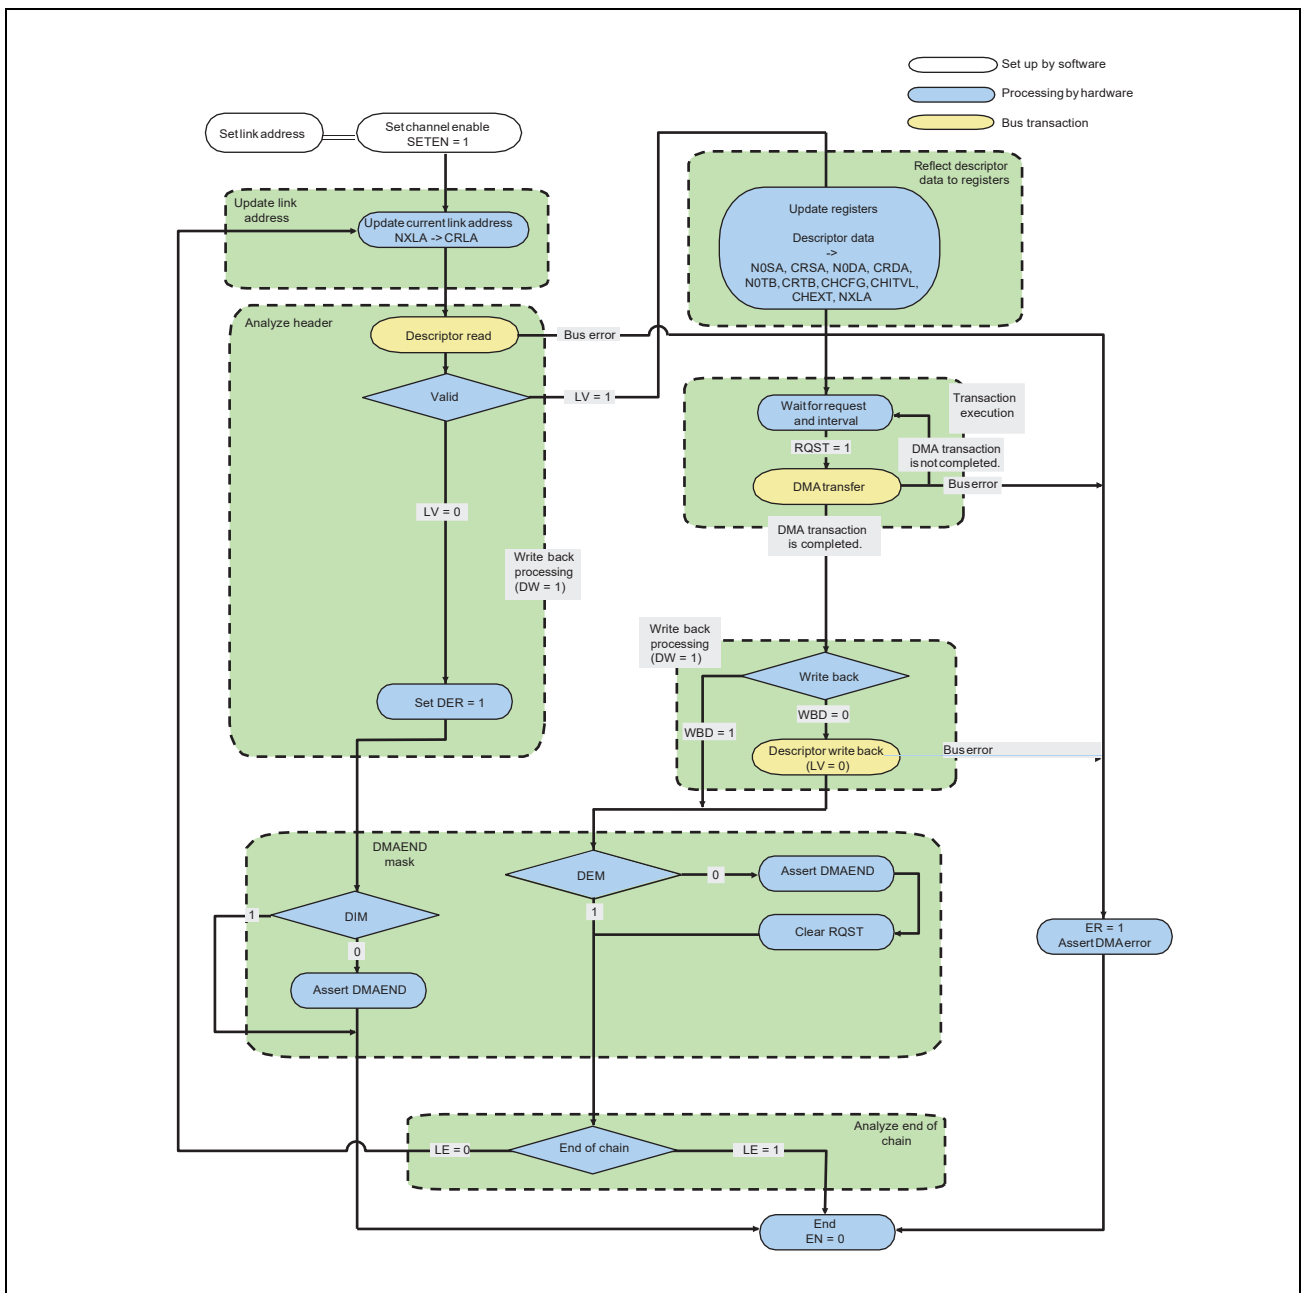 Set up by software
Processing by hardware
Bus transaction
Set link address
Set channel enable
SETEN = 1
Update link
address
Update current link address
NXLA -> CRLA
Reflect descriptor
data to registers
Update registers
Descriptor data
->
N0SA, CRSA, N0DA, CRDA,
N0TB, CRTB, CHCFG, CHITVL,
CHEXT, NXLA
Analyze header
Descriptor read
Bus error
Valid
LV = 1
LV = 0
Write back
processing
(DW = 1)
Set DER = 1
Transaction
execution
Wait for request
and interval
RQST = 1
DMA transaction
is not completed.
DMA transfer
Bus error
DMA transaction
is completed.
Write back
processing
(DW = 1)
Write back
WBD = 0
WBD = 1
Descriptor write back
(LV = 0)
Bus error
DMAEND
mask
DEM
0
Assert DMAEND
1
Clear RQST
DIM
1
0
Assert DMAEND
ER = 1
Assert DMA error
Analyze end of
chain
LE = 0
End of chain
LE = 1
End
EN = 0